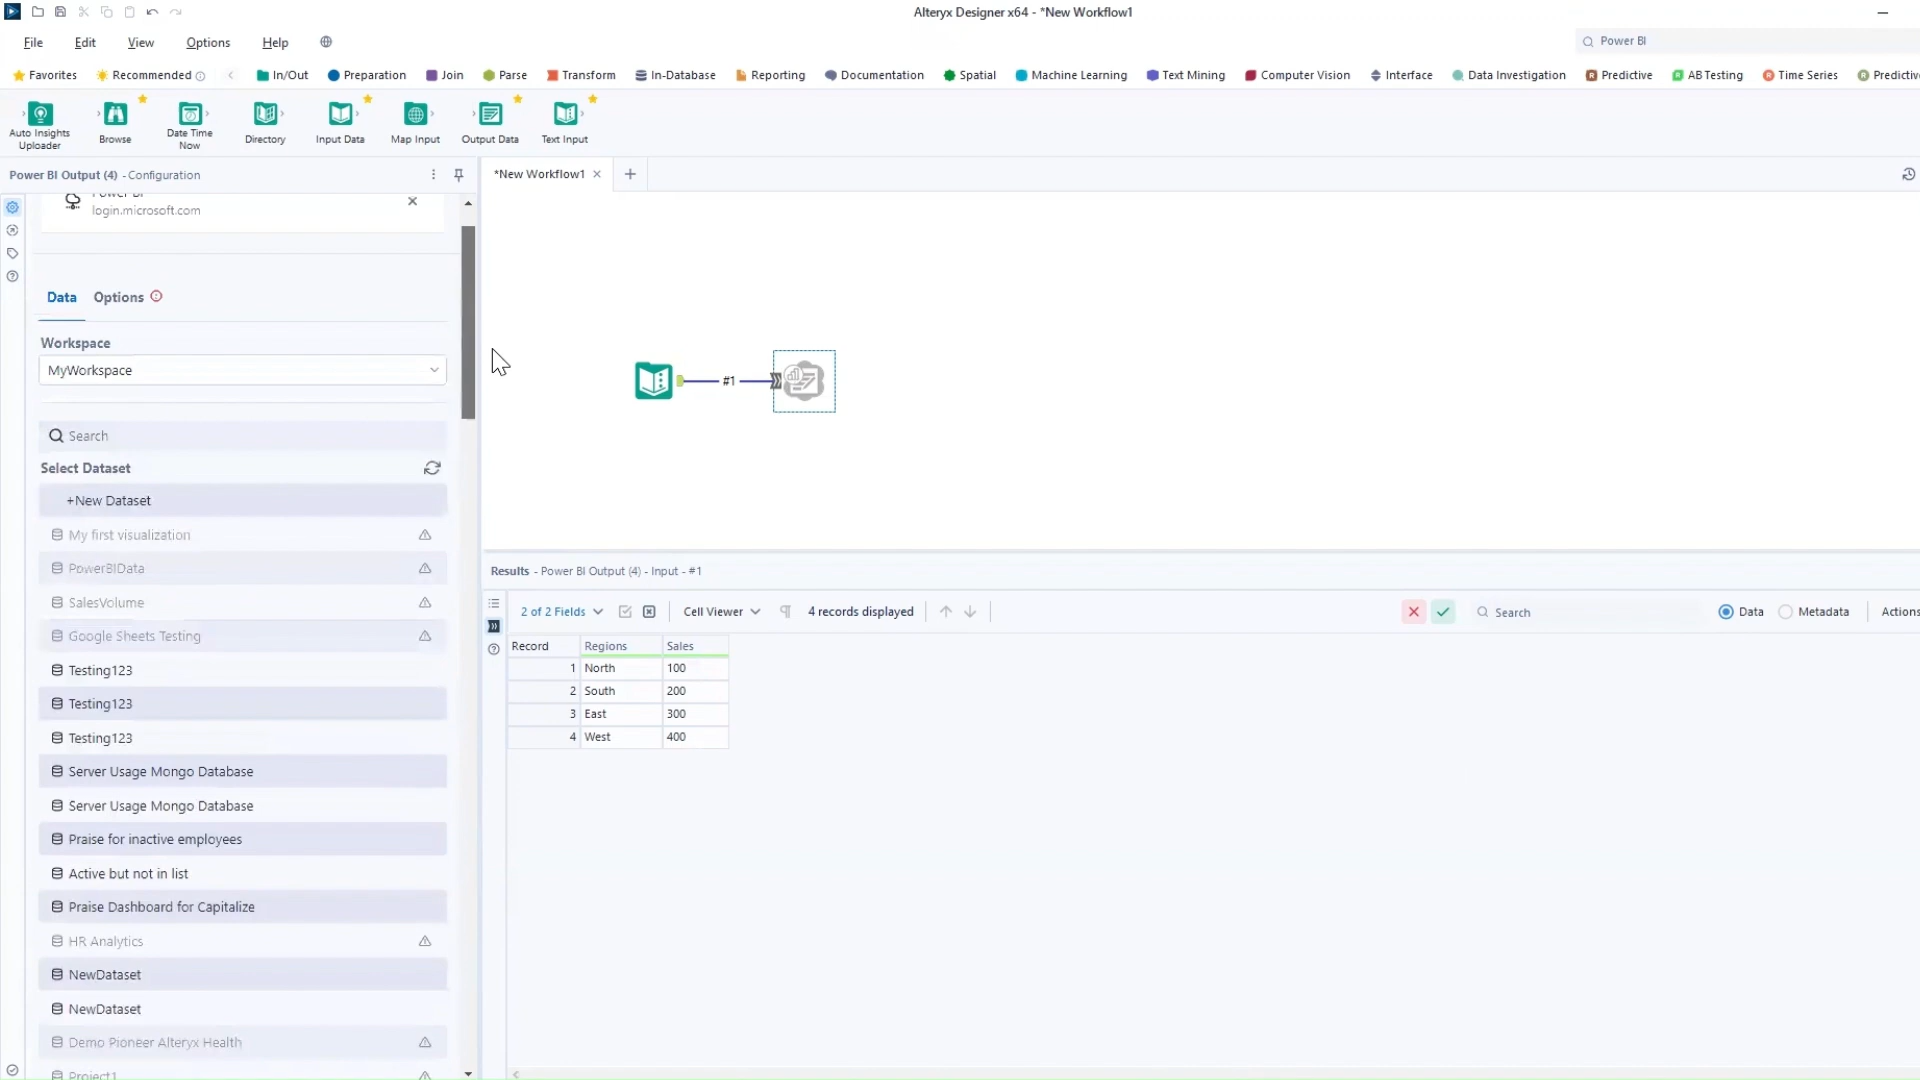 Alteryx Designer x64 - *New Workflow1
File Edit View Options Help Power BI
Favorites Recommended In/Out Preparation Join Parse Transform In-Database Reporting Documentation Spatial Machine Learning Text Mining Computer Vision Interface Data Investigation Predictive AB Testing Time Series Predictive
Auto Insights Uploader
Browse
Date Time Now
Directory
Input Data
Map Input
Output Data
Text Input
Power BI Output (4) - Configuration
*New Workflow1
Power BI
login.microsoft.com
Data Options
Workspace
MyWorkspace
Search
Select Dataset
+New Dataset
My first visualization
PowerBIData
SalesVolume
Google Sheets Testing
Testing123
Testing123
Testing123
Server Usage Mongo Database
Server Usage Mongo Database
Praise for inactive employees
Active but not in list
Praise Dashboard for Capitalize
HR Analytics
NewDataset
NewDataset
Demo Pioneer Alteryx Health
Project1
#1
Results - Power BI Output (4) - Input - #1
2 of 2 Fields Cell Viewer 4 records displayed Search Data Metadata Actions
Record Regions Sales
1 North 100
2 South 200
3 East 300
4 West 400